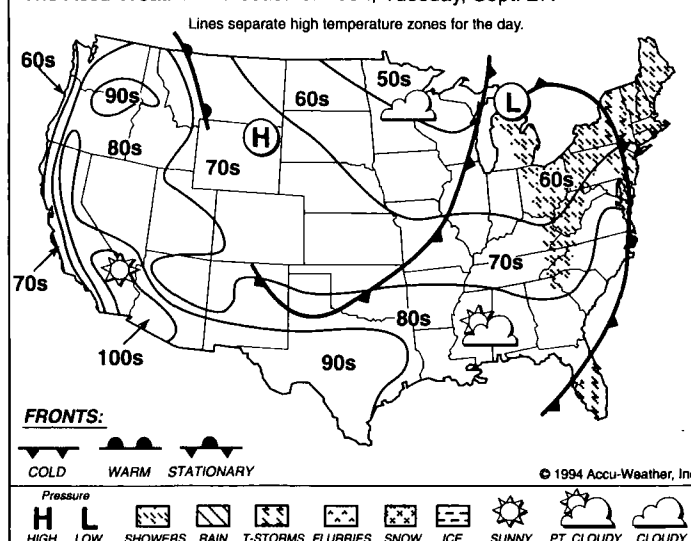 Lines separate high temperature zones for the day.
60s
50s
90s
60s
L
H
80s
70s
60s
70s
70s
80s
100s
90s
FRONTS:
COLD WARM STATIONARY
© 1994 Accu-Weather, Inc
Pressure
H L
HIGH LOW SHOWERS RAIN T-STORMS FLURRIES SNOW ICE SUNNY PT. CLOUDY CLOUDY